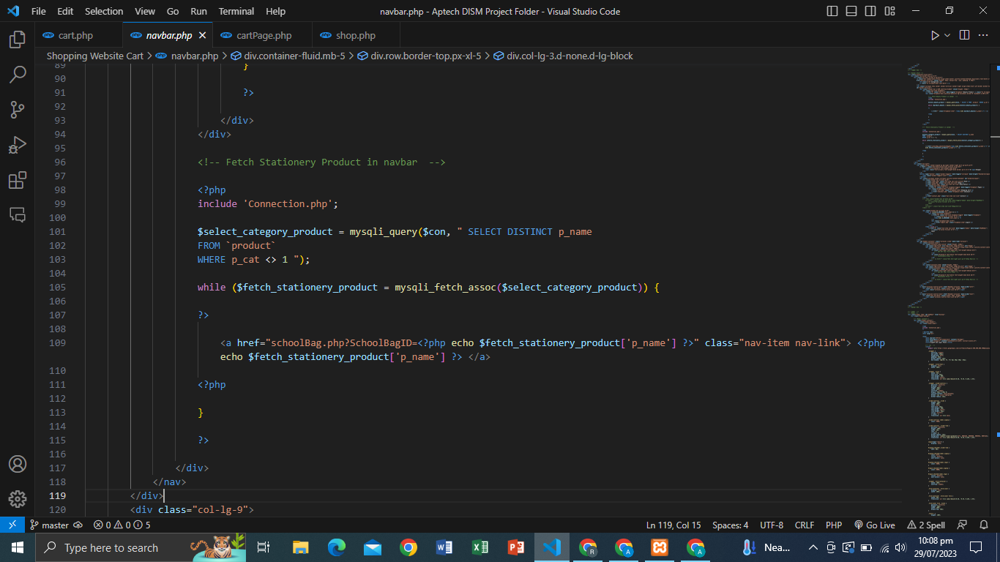 File Edit Selection View Go Run Terminal Help navbar.php - Aptech DISM Project Folder - Visual Studio Code
cart.php navbar.php cartPage.php shop.php
Shopping Website Cart > navbar.php > div.container-fluid.mb-5 > div.row.border-top.px-xl-5 > div.col-lg-3.d-none.d-lg-block
89 }
90
91 ?>
92
93 </div>
94 </div>
95
96 <!-- Fetch Stationery Product in navbar  -->
97
98 <?php
99 include 'Connection.php';
100
101 $select_category_product = mysqli_query($con, " SELECT DISTINCT p_name
102 FROM `product`
103 WHERE p_cat <> 1 ");
104
105 while ($fetch_stationery_product = mysqli_fetch_assoc($select_category_product)) {
106
107 ?>
108
109 <a href="schoolBag.php?SchoolBagID=<?php echo $fetch_stationery_product['p_name'] ?>" class="nav-item nav-link"> <?php
echo $fetch_stationery_product['p_name'] ?> </a>
110
111 <?php
112
113 }
114
115 ?>
116
117 </div>
118 </nav>
119 </div>
120 <div class="col-lg-9">
master 0 0 5 Ln 119, Col 15 Spaces: 4 UTF-8 CRLF PHP Go Live 2 Spell
Type here to search Nea... 10:08 pm
29/07/2023